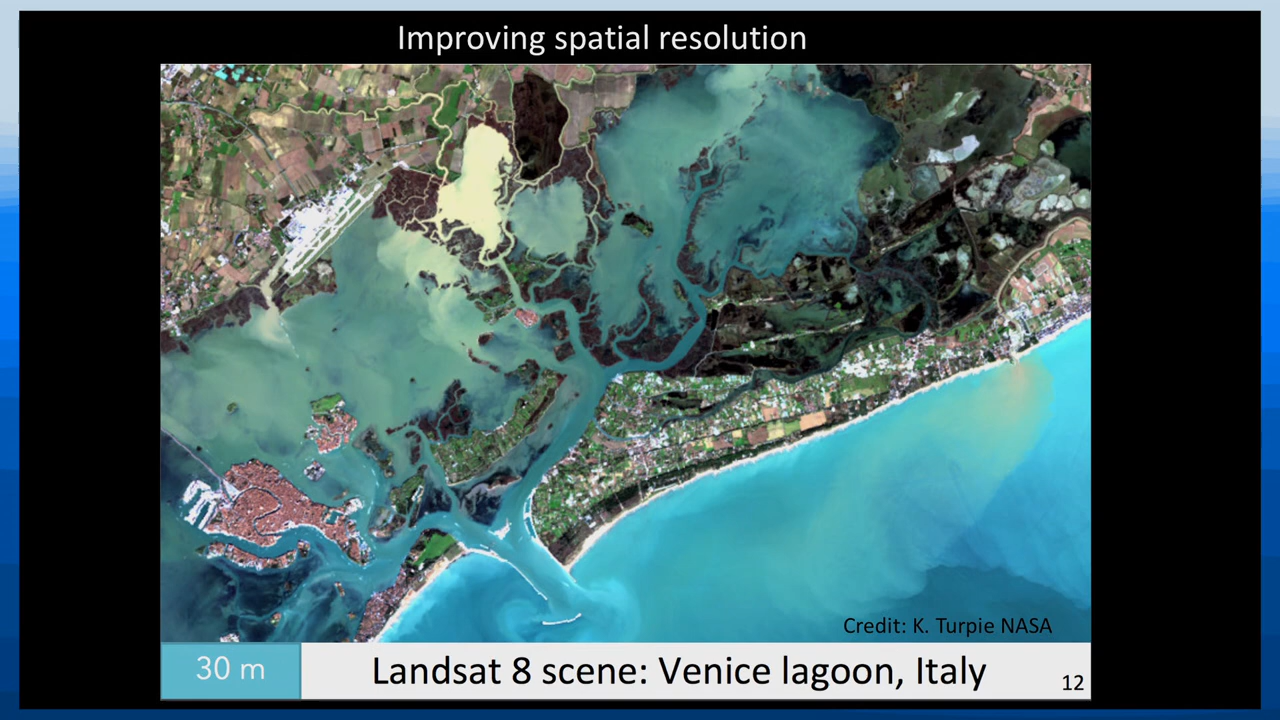 Improving spatial resolution
Credit: K. Turpie NASA
30 m
Landsat 8 scene: Venice lagoon, Italy
12